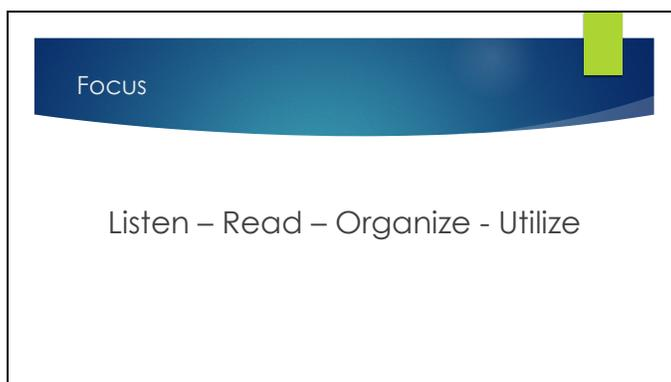 Focus
Listen – Read – Organize - Utilize